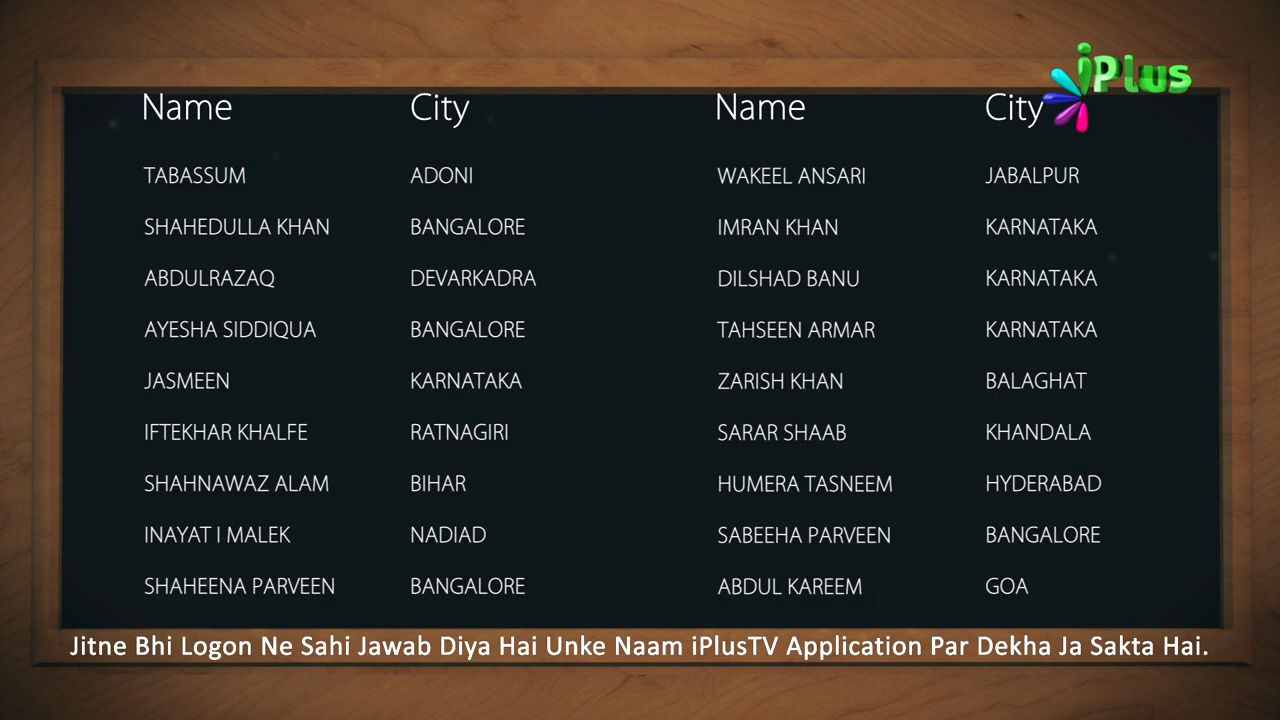 iPlus
Name City Name City
TABASSUM ADONI WAKEEL ANSARI JABALPUR
SHAHEDULLA KHAN BANGALORE IMRAN KHAN KARNATAKA
ABDULRAZAQ DEVARKADRA DILSHAD BANU KARNATAKA
AYESHA SIDDIQUA BANGALORE TAHSEEN ARMAR KARNATAKA
JASMEEN KARNATAKA ZARISH KHAN BALAGHAT
IFTEKHAR KHALFE RATNAGIRI SARAR SHAAB KHANDALA
SHAHNAWAZ ALAM BIHAR HUMERA TASNEEM HYDERABAD
INAYAT I MALEK NADIAD SABEEHA PARVEEN BANGALORE
SHAHEENA PARVEEN BANGALORE ABDUL KAREEM GOA
Jitne Bhi Logon Ne Sahi Jawab Diya Hai Unke Naam iPlusTV Application Par Dekha Ja Sakta Hai.